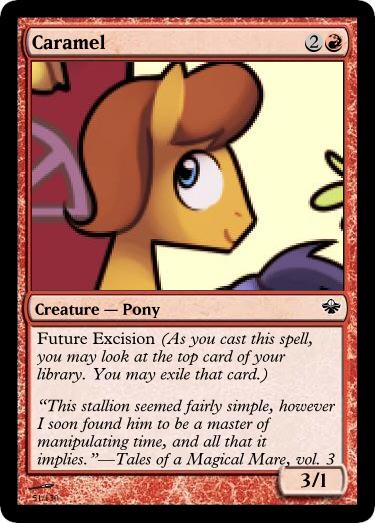 Caramel 2
Creature — Pony
Future Excision (As you cast this spell,
you may look at the top card of your
library. You may exile that card.)
“This stallion seemed fairly simple, however
I soon found him to be a master of
manipulating time, and all that it
implies.”—Tales of a Magical Mare, vol. 3
3/1